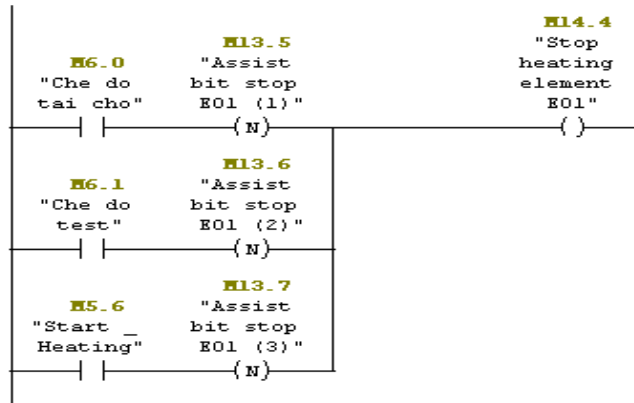 M14.4
"Stop
heating
element
E01"
M13.5
"Assist
bit stop
E01 (1)"
M6.0
"Che do
tai cho"
(N)
( )
M13.6
"Assist
bit stop
E01 (2)"
M6.1
"Che do
test"
(N)
M13.7
"Assist
bit stop
E01 (3)"
M5.6
"Start _
Heating"
(N)